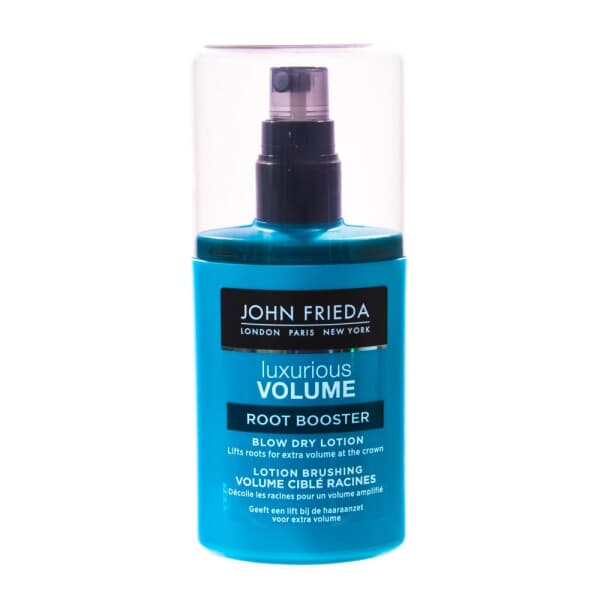 JOHN FRIEDA
LONDON PARIS NEW YORK
luxurious
VOLUME
ROOT BOOSTER
BLOW DRY LOTION
Lifts roots for extra volume at the crown
LOTION BRUSHING
VOLUME CIBLÉ RACINES
Décolle les racines pour un volume amplifié
Geeft een lift bij de haaraanzet
voor extra volume